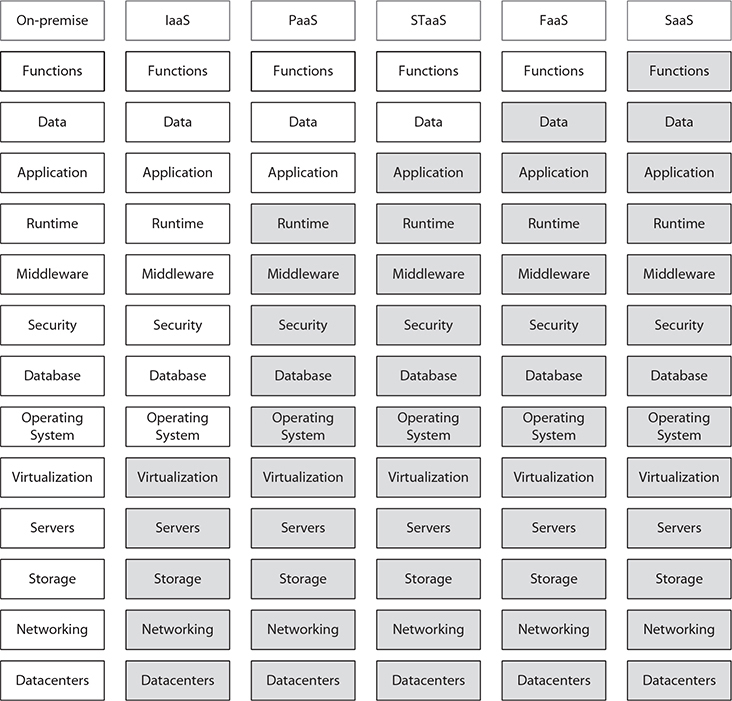 On-premise IaaS PaaS STaaS FaaS SaaS
Functions Functions Functions Functions Functions Functions
Data Data Data Data Data Data
Application Application Application Application Application Application
Runtime Runtime Runtime Runtime Runtime Runtime
Middleware Middleware Middleware Middleware Middleware Middleware
Security Security Security Security Security Security
Database Database Database Database Database Database
Operating Operating Operating Operating Operating Operating
System System System System System System
Virtualization Virtualization Virtualization Virtualization Virtualization Virtualization
Servers Servers Servers Servers Servers Servers
Storage Storage Storage Storage Storage Storage
Networking Networking Networking Networking Networking Networking
Datacenters Datacenters Datacenters Datacenters Datacenters Datacenters